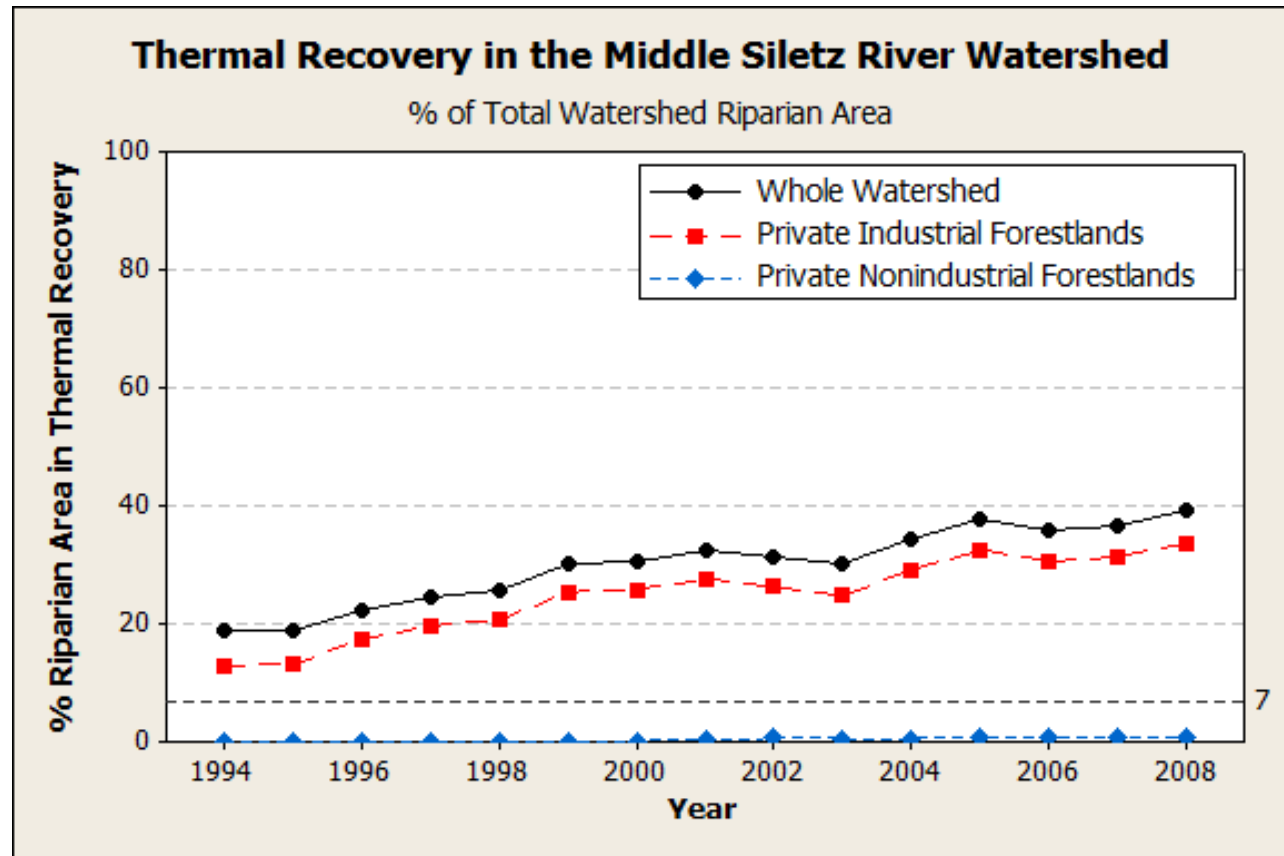 Thermal Recovery in the Middle Siletz River Watershed
% of Total Watershed Riparian Area
% Riparian Area in Thermal Recovery
100
80
60
40
20
0
Whole Watershed
Private Industrial Forestlands
Private Nonindustrial Forestlands
7
1994 1996 1998 2000 2002 2004 2006 2008
Year